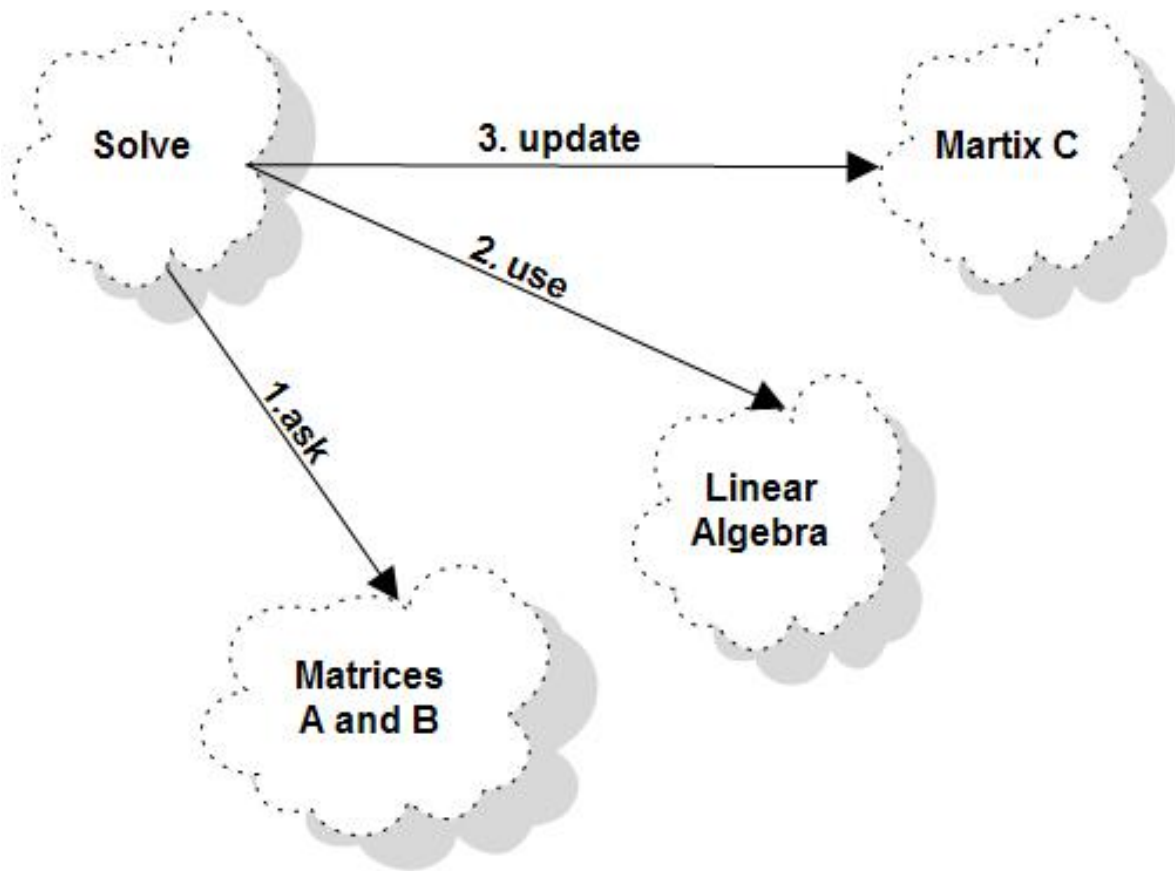 Solve
3. update
Martix C
2. use
1.ask
Linear
Algebra
Matrices
A and B